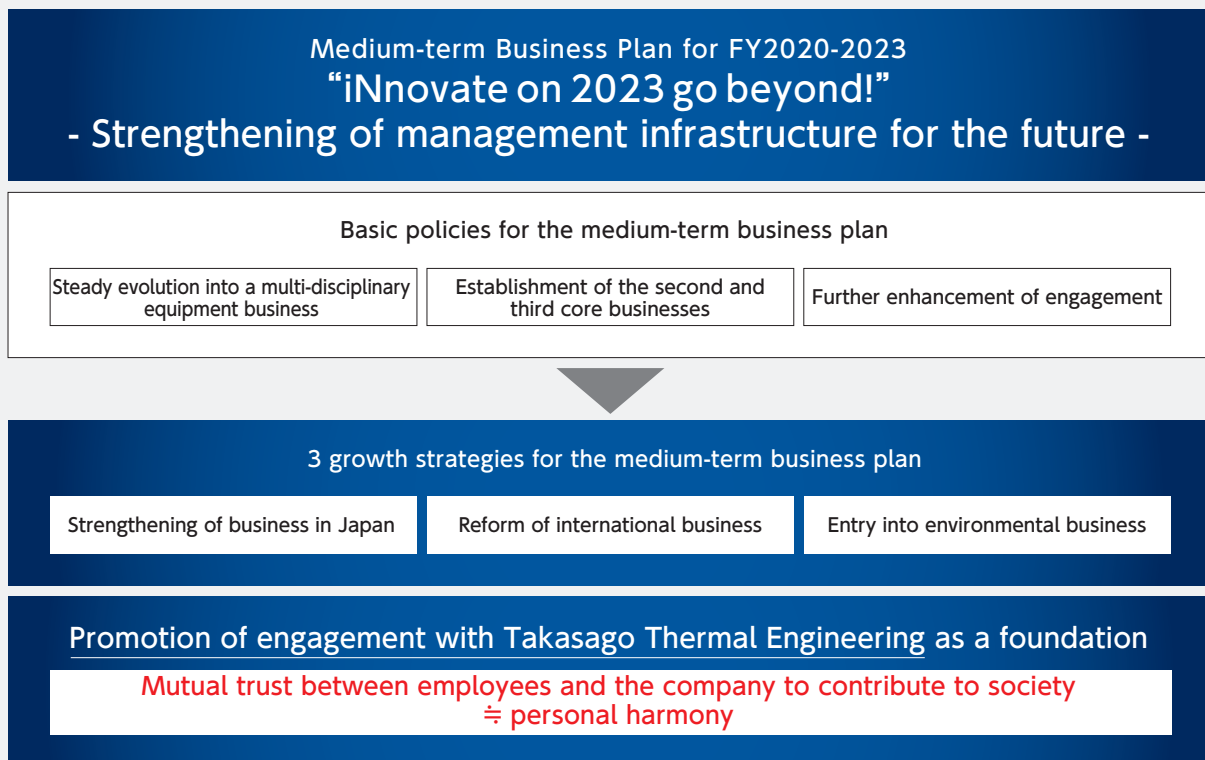 Medium-term Business Plan for FY2020-2023
“iNnovate on 2023 go beyond!”
- Strengthening of management infrastructure for the future -
Basic policies for the medium-term business plan
Steady evolution into a multi-disciplinary
equipment business
Establishment of the second and
third core businesses
Further enhancement of engagement
3 growth strategies for the medium-term business plan
Strengthening of business in Japan
Reform of international business
Entry into environmental business
Promotion of engagement with Takasago Thermal Engineering as a foundation
Mutual trust between employees and the company to contribute to society
≒ personal harmony